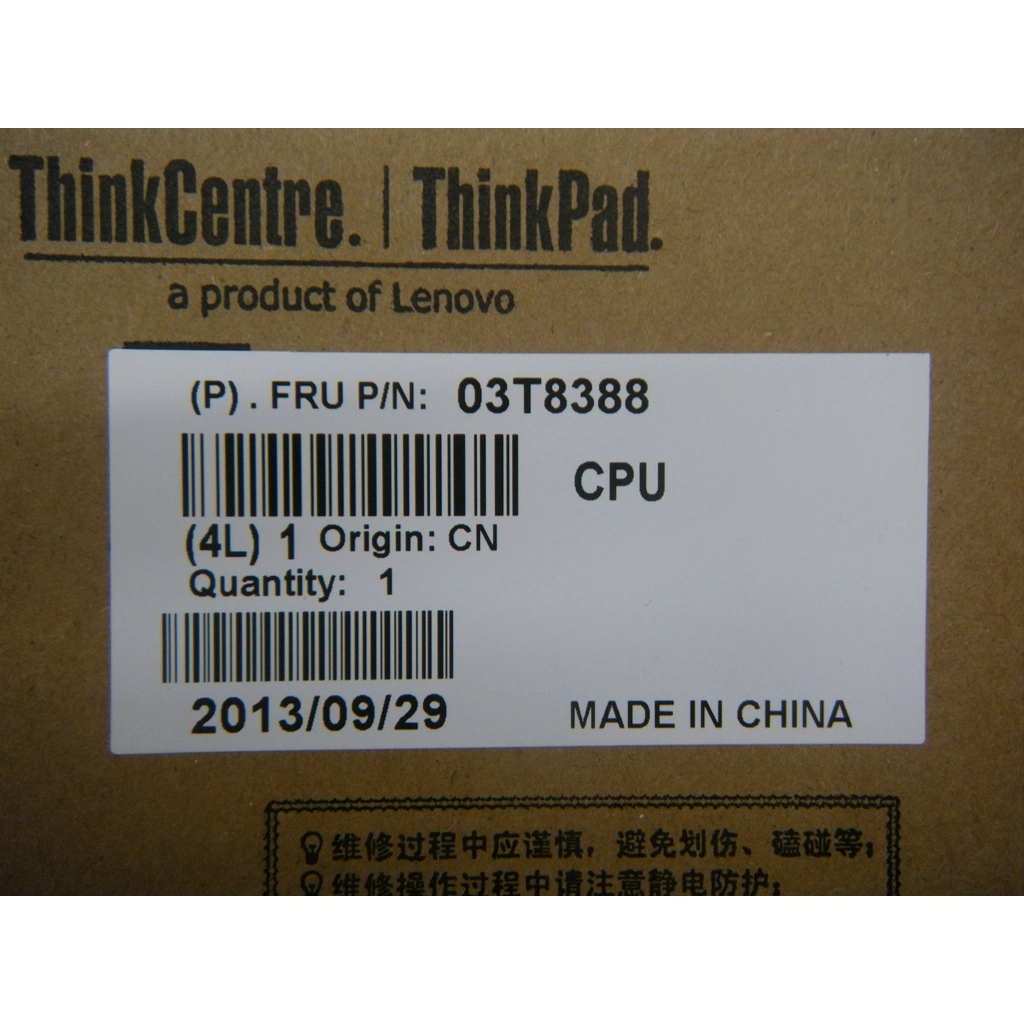 ThinkCentre. | ThinkPad.
a product of Lenovo
(P). FRU P/N: 03T8388
CPU
(4L) 1 Origin: CN
Quantity: 1
2013/09/29
MADE IN CHINA
维修过程中应谨慎，避免划伤、磕碰等；
维修操作过程中请注意静电防护；